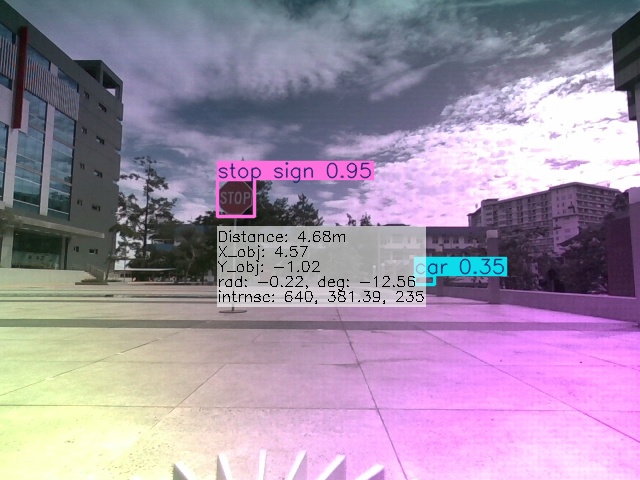 stop sign 0.95
STOP
Distance: 4.68m
X_obj: 4.57
Y_obj: -1.02
car 0.35
rad: -0.22, deg: -12.56
intrnsc: 640, 381.39, 235